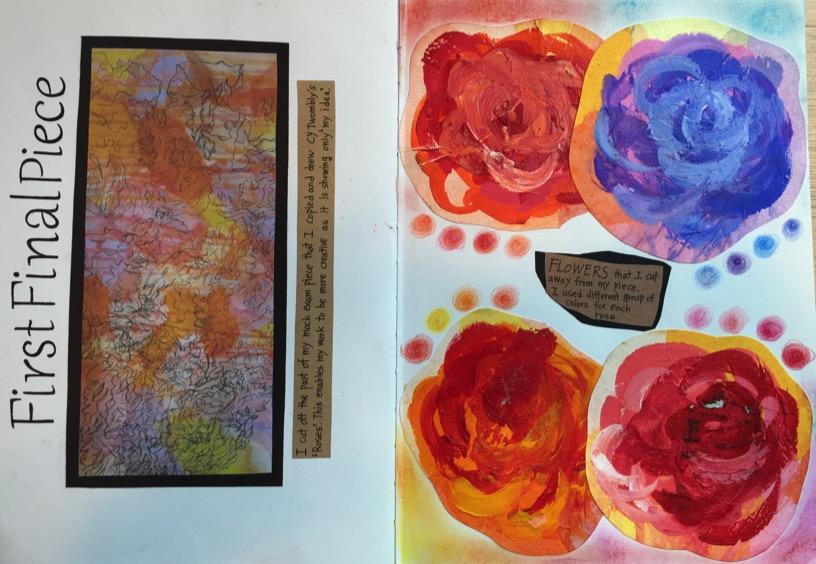 First Final Piece
I cut off the part of my mock exam piece that I copied and drew Cy Twombly's
'Roses'. This enables my work to be more creative as it is showing only 'my idea'.
FLOWERS that I cut
away from my piece.
I used different group of
colors for each
rose.